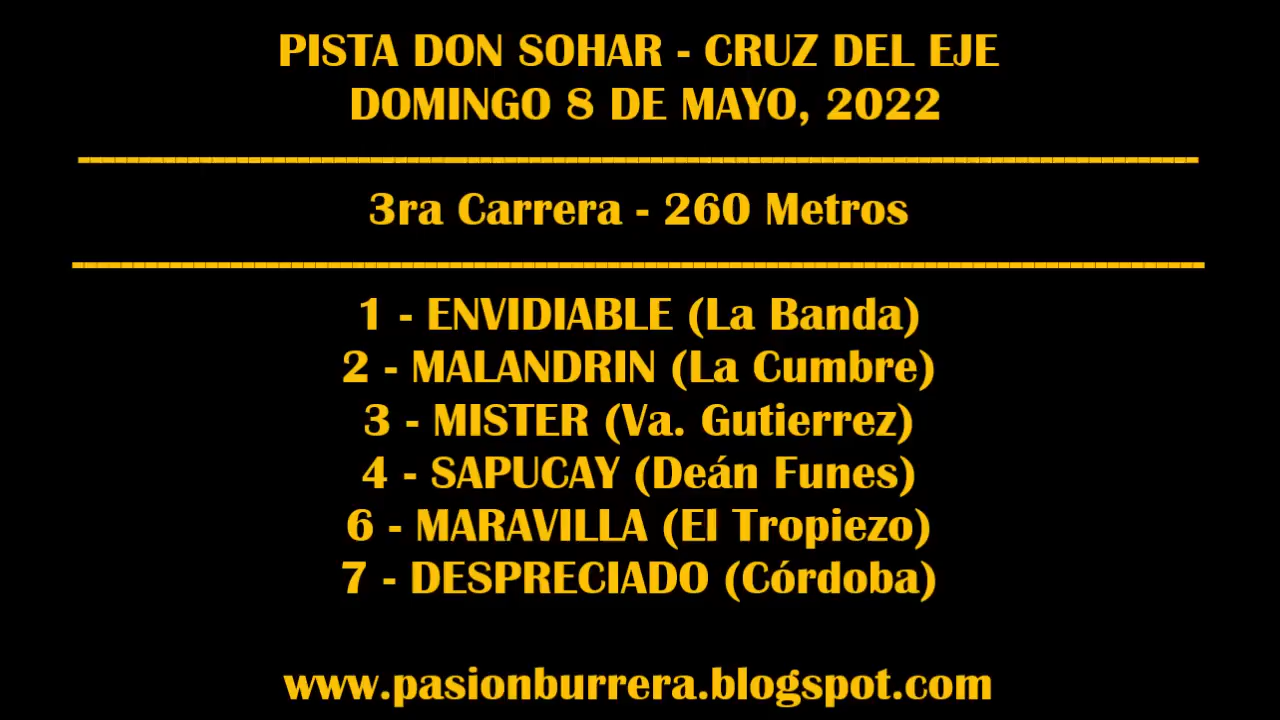 PISTA DON SOHAR - CRUZ DEL EJE
DOMINGO 8 DE MAYO, 2022
3ra Carrera - 260 Metros
1 - ENVIDIABLE (La Banda)
2 - MALANDRIN (La Cumbre)
3 - MISTER (Va. Gutierrez)
4 - SAPUCAY (Deán Funes)
6 - MARAVILLA (El Tropiezo)
7 - DESPRECIADO (Córdoba)
www.pasionburrera.blogspot.com